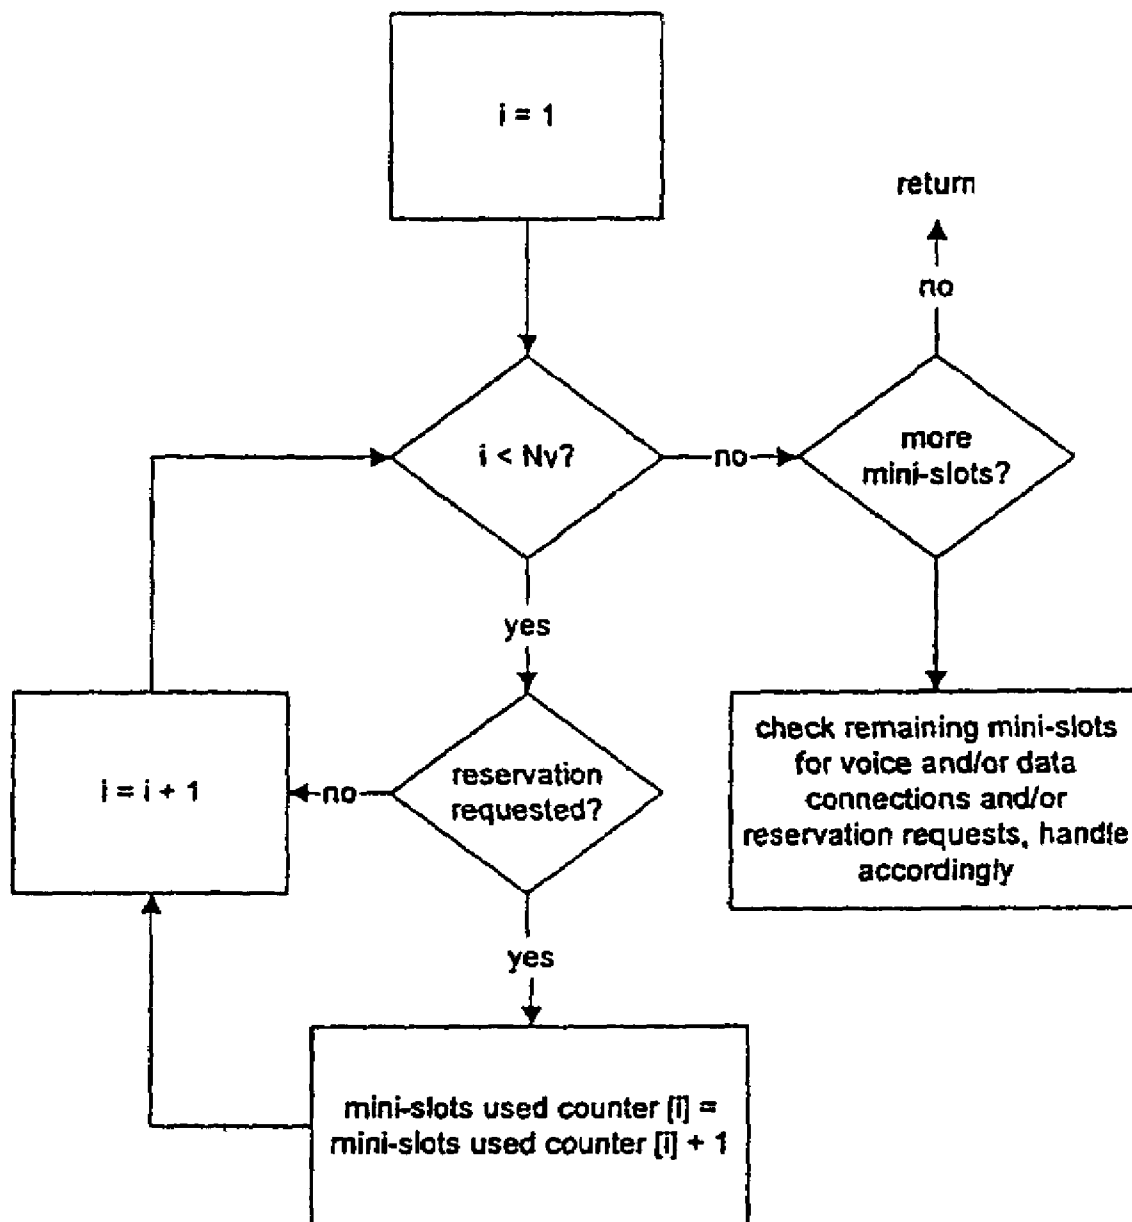 i = 1
return
no
i < Nv?
no
more
mini-slots?
yes
i = i + 1
no
reservation
requested?
check remaining mini-slots
for voice and/or data
connections and/or
reservation requests, handle
accordingly
yes
mini-slots used counter [i] =
mini-slots used counter [i] + 1